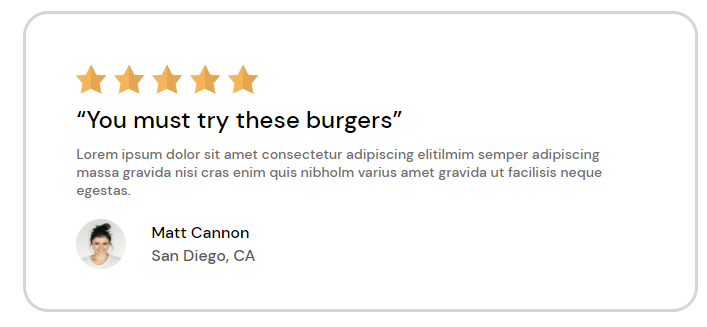 “You must try these burgers”
Lorem ipsum dolor sit amet consectetur adipiscing elitilmim semper adipiscing
massa gravida nisi cras enim quis nibholm varius amet gravida ut facilisis neque
egestas.
Matt Cannon
San Diego, CA